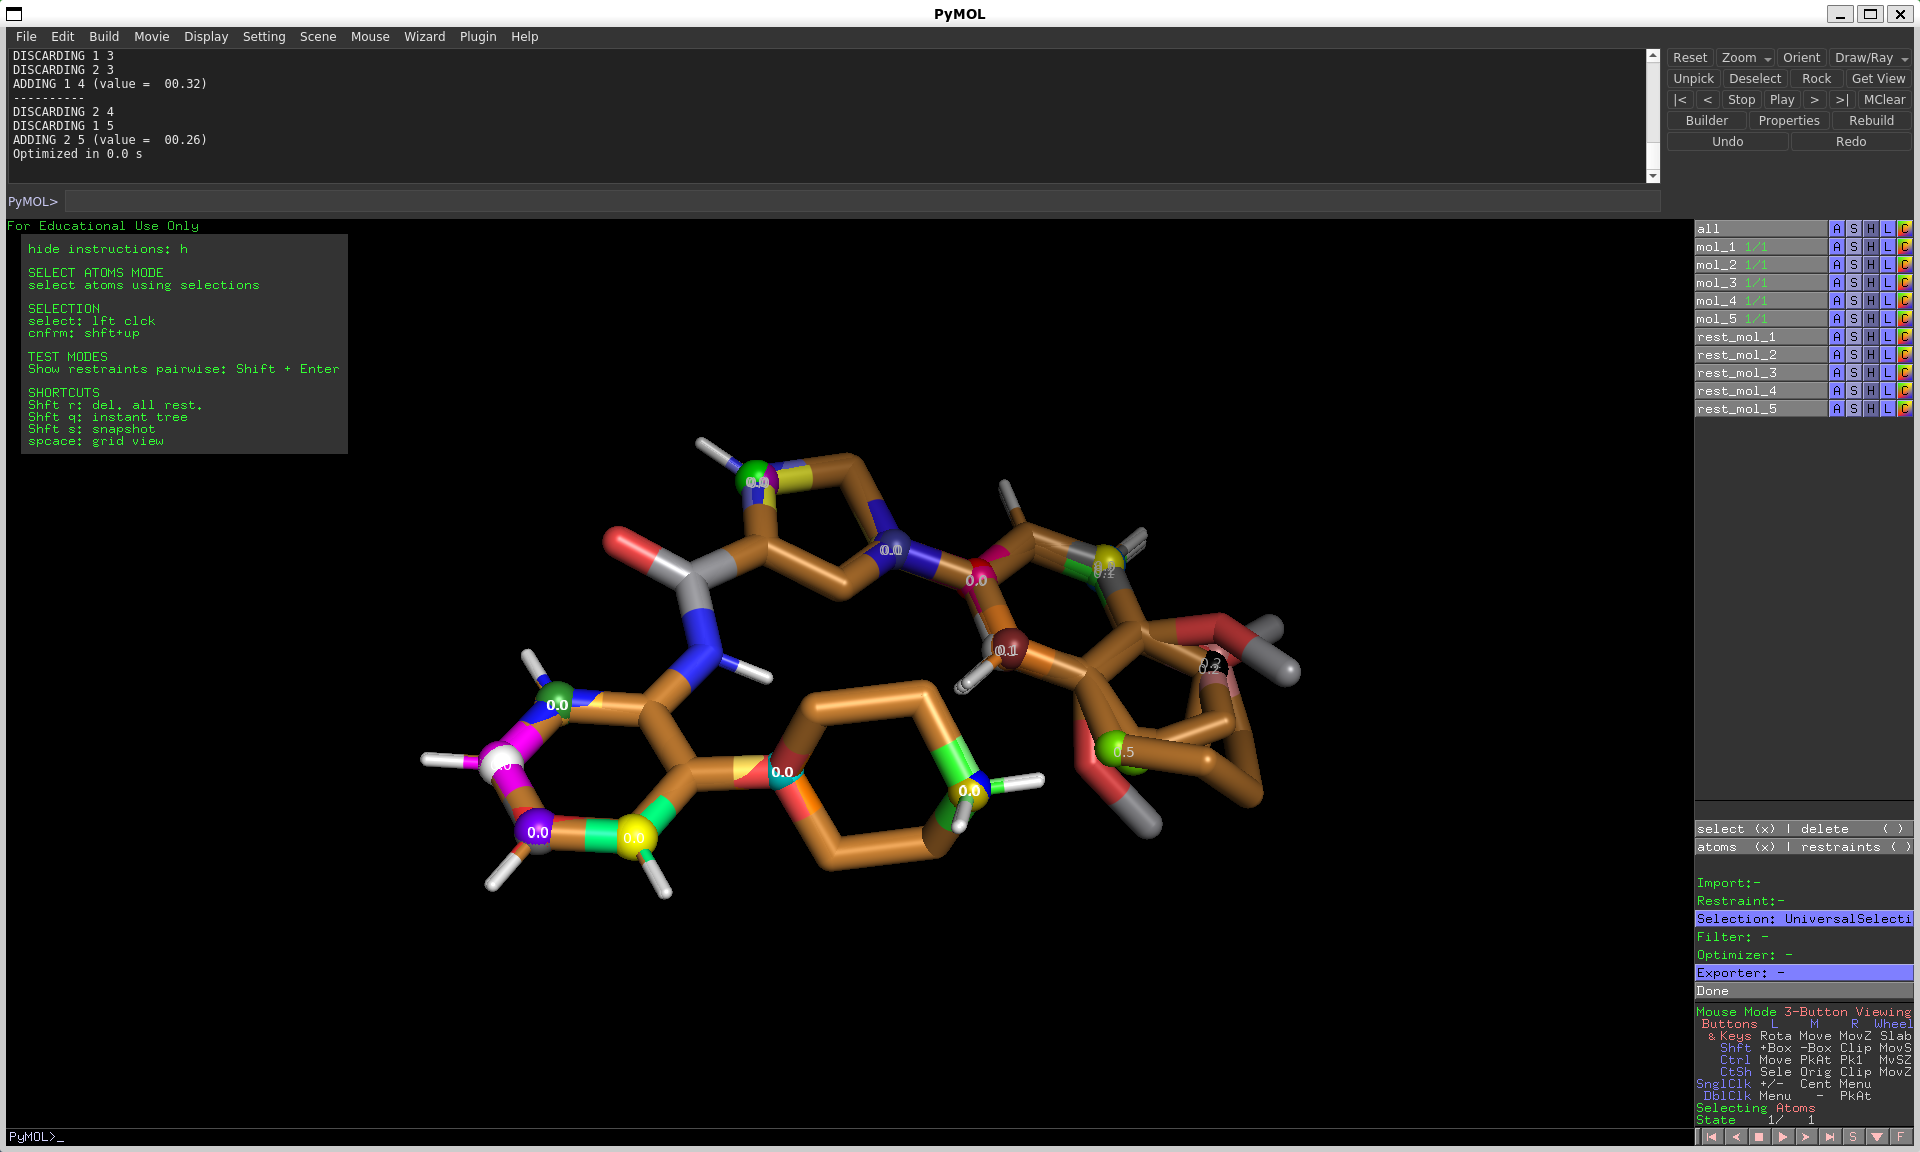 PyMOL
File Edit Build Movie Display Setting Scene Mouse Wizard Plugin Help
DISCARDING 1 3
DISCARDING 2 3
ADDING 1 4 (value =  00.32)
----------
DISCARDING 2 4
DISCARDING 1 5
ADDING 2 5 (value =  00.26)
Optimized in 0.0 s
Reset Zoom Orient Draw/Ray
Unpick Deselect Rock Get View
|< < Stop Play > >| MClear
Builder Properties Rebuild
Undo Redo
PyMOL>
For Educational Use Only
hide instructions: h
SELECT ATOMS MODE
select atoms using selections
SELECTION
select: lft clck
cnfrm: shft+up
TEST MODES
Show restraints pairwise: Shift + Enter
SHORTCUTS
Shft r: del. all rest.
Shft q: instant tree
Shft s: snapshot
spcace: grid view
0.0
0.0
0.0
0.1
0.2
0.5
0.0
0.0
0.0
0.0
0.0
all A S H L C
mol_1 1/1 A S H L C
mol_2 1/1 A S H L C
mol_3 1/1 A S H L C
mol_4 1/1 A S H L C
mol_5 1/1 A S H L C
rest_mol_1 A S H L C
rest_mol_2 A S H L C
rest_mol_3 A S H L C
rest_mol_4 A S H L C
rest_mol_5 A S H L C
select (x) | delete ( )
atoms (x) | restraints ( )
Import:-
Restraint:-
Selection: UniversalSelecti
Filter: -
Optimizer: -
Exporter: -
Done
Mouse Mode 3-Button Viewing
Buttons L M R Wheel
& Keys Rota Move MovZ Slab
Shft +Box -Box Clip MovS
Ctrl Move PkAt Pk1 MvSZ
CtSh Sele Orig Clip MovZ
SnglClk +/- Cent Menu
DblClk Menu - PkAt
Selecting Atoms
State 1/ 1
PyMOL>_
S F